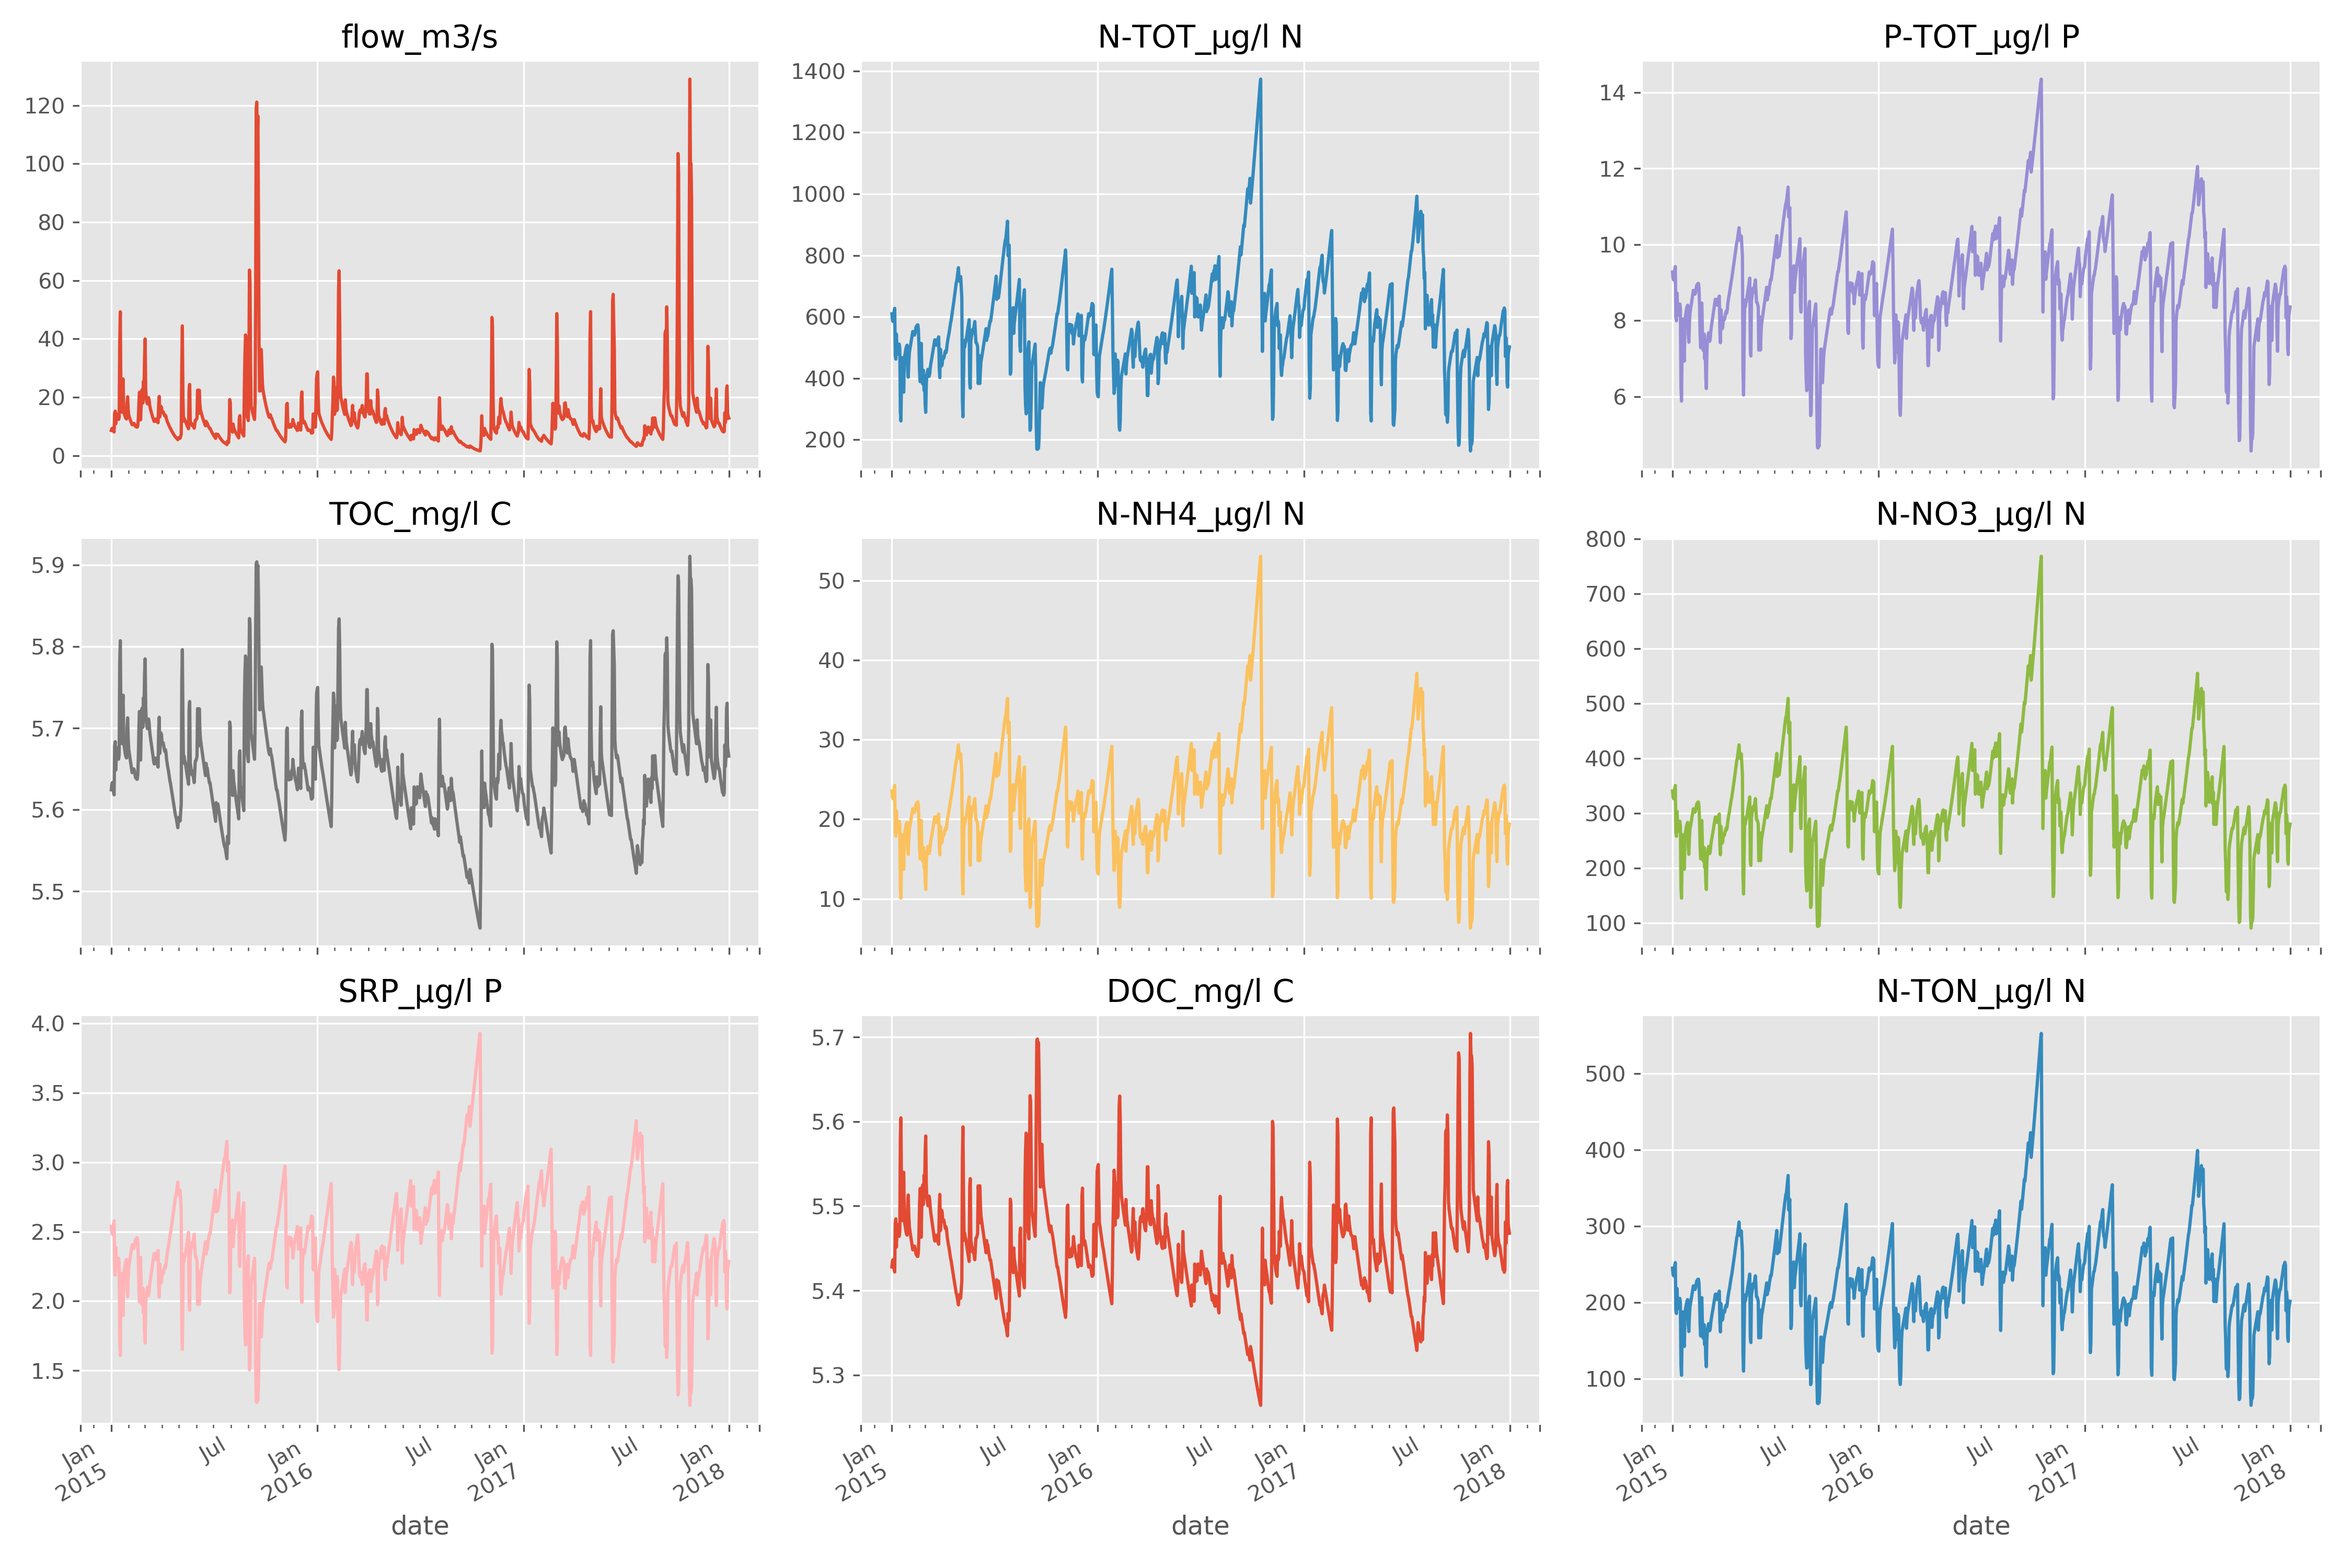 flow_m3/s
120
100
80
60
40
20
0
N-TOT_µg/l N
1400
1200
1000
800
600
400
200
P-TOT_µg/l P
14
12
10
8
6
TOC_mg/l C
5.9
5.8
5.7
5.6
5.5
N-NH4_µg/l N
50
40
30
20
10
N-NO3_µg/l N
800
700
600
500
400
300
200
100
SRP_µg/l P
4.0
3.5
3.0
2.5
2.0
1.5
Jan
2015
Jul
Jan
2016
Jul
Jan
2017
Jul
Jan
2018
date
DOC_mg/l C
5.7
5.6
5.5
5.4
5.3
Jan
2015
Jul
Jan
2016
Jul
Jan
2017
Jul
Jan
2018
date
N-TON_µg/l N
500
400
300
200
100
Jan
2015
Jul
Jan
2016
Jul
Jan
2017
Jul
Jan
2018
date